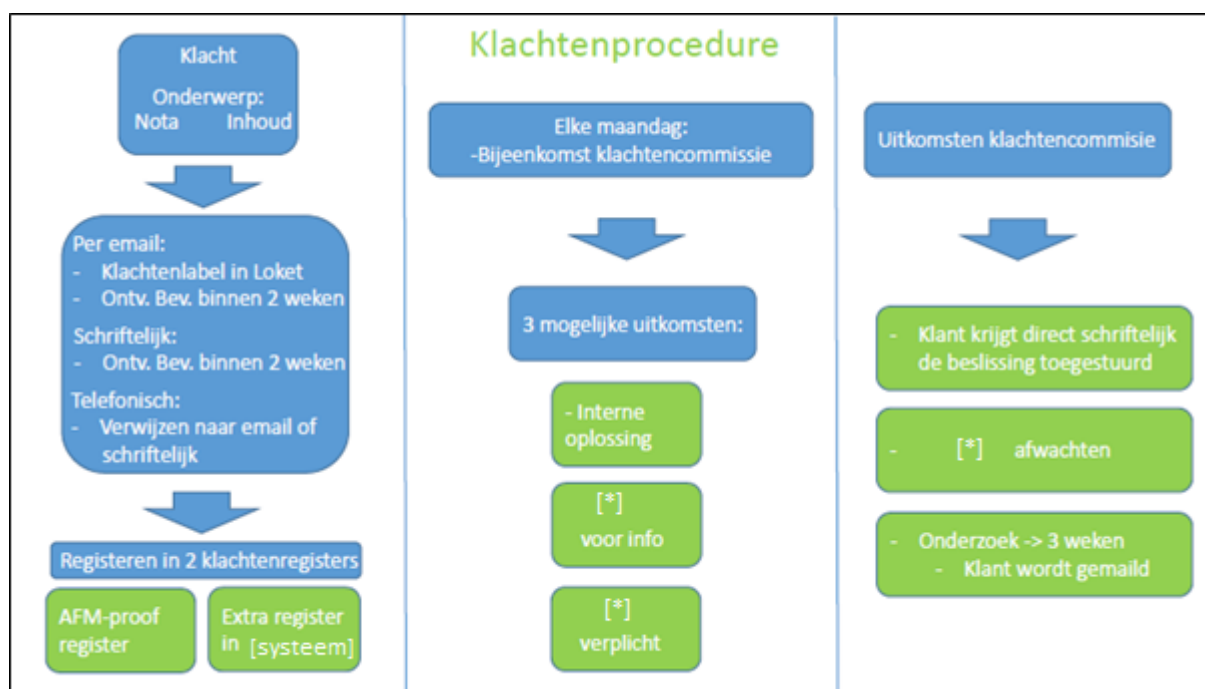 Klacht
Onderwerp:
Nota Inhoud
Per email:
- Klachtenlabel in Loket
- Ontv. Bev. binnen 2 weken
Schriftelijk:
- Ontv. Bev. binnen 2 weken
Telefonisch:
- Verwijzen naar email of
schriftelijk
Registeren in 2 klachtenregisters
AFM-proof
register
Extra register
in [systeem]
Klachtenprocedure
Elke maandag:
-Bijeenkomst klachtencommissie
3 mogelijke uitkomsten:
- Interne
oplossing
[*]
voor info
[*]
verplicht
Uitkomsten klachtencommisie
- Klant krijgt direct schriftelijk
de beslissing toegestuurd
- [*] afwachten
- Onderzoek -> 3 weken
- Klant wordt gemaild